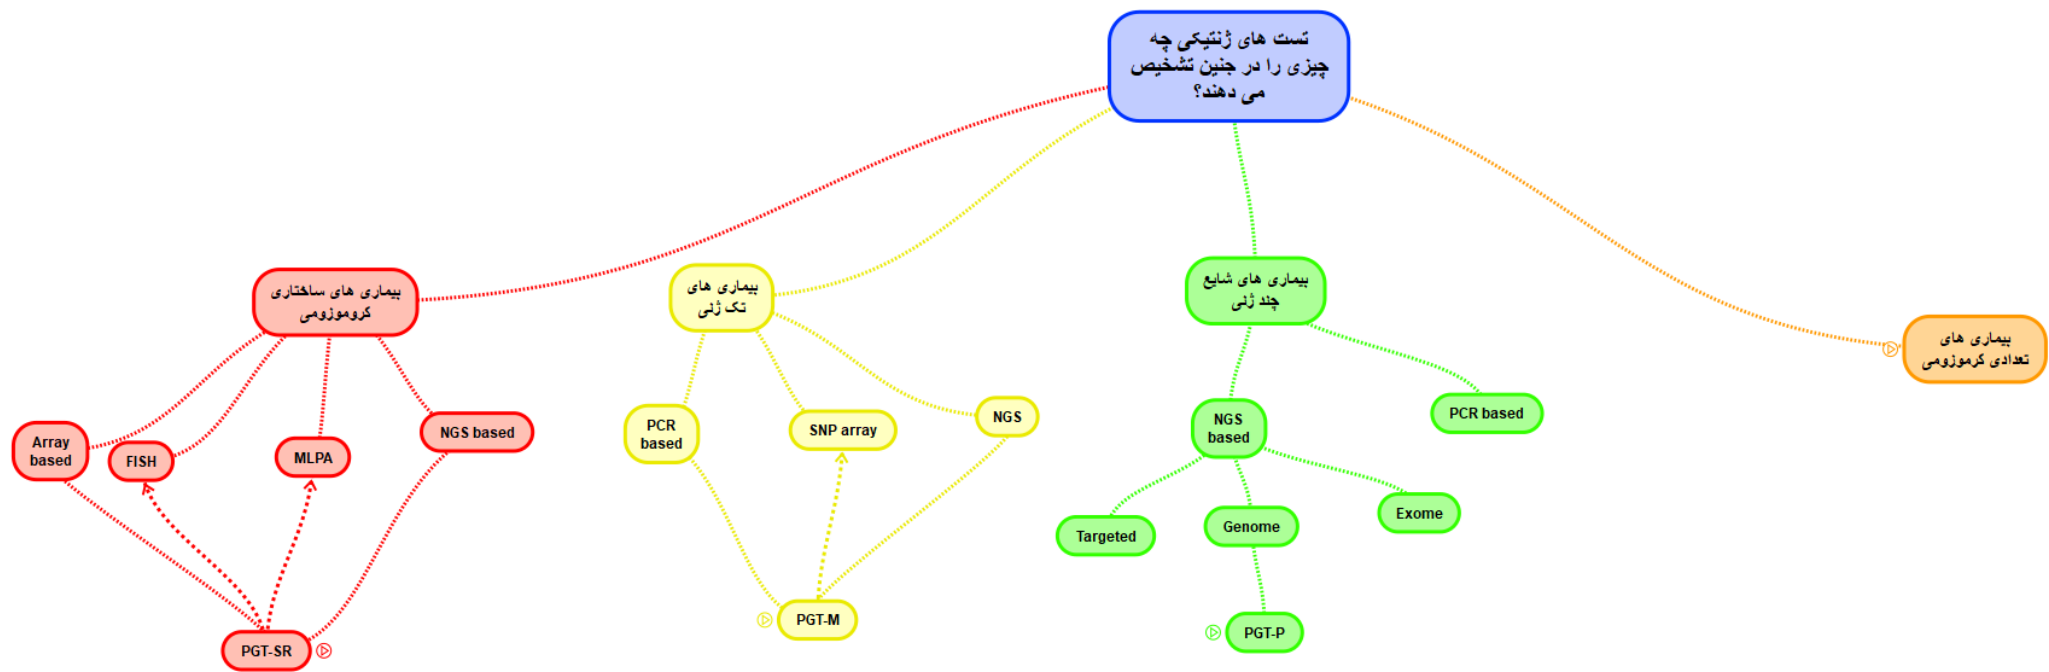 تست های ژنتیکی چه
چیزی را در جنین تشخیص
می دهند؟
بیماری های ساختاری
کروموزومی
بیماری های
تک ژنی
بیماری های شایع
چند ژنی
بیماری های
تعدادی کرموزومی
Array
based
FISH
MLPA
NGS based
PCR
based
SNP array
NGS
NGS
based
PCR based
Targeted
Genome
Exome
PGT-SR
PGT-M
PGT-P